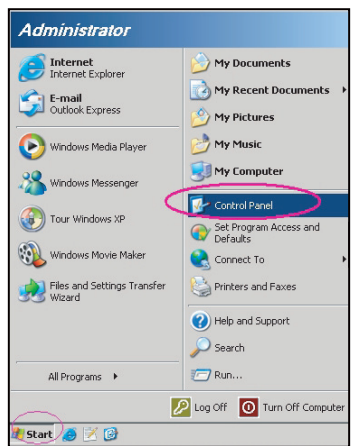 Administrator
Internet
Internet Explorer
E-mail
Outlook Express
Windows Media Player
Windows Messenger
Tour Windows XP
Windows Movie Maker
Files and Settings Transfer
Wizard
All Programs
My Documents
My Recent Documents
My Pictures
My Music
My Computer
Control Panel
Set Program Access and
Defaults
Connect To
Printers and Faxes
Help and Support
Search
Run...
Log Off
Turn Off Computer
Start